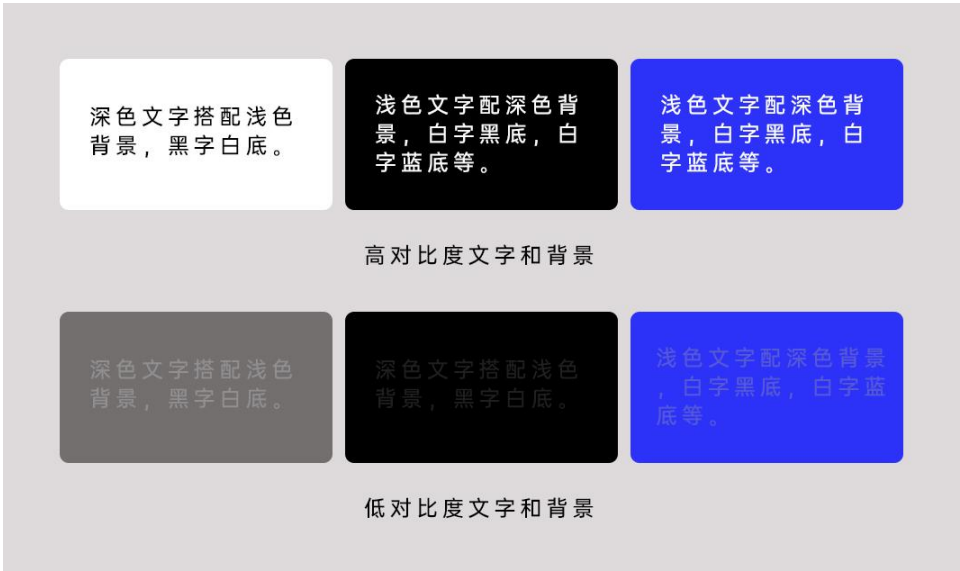 深色文字搭配浅色
背景，黑字白底。
浅色文字配深色背
景，白字黑底，白
字蓝底等。
浅色文字配深色背
景，白字黑底，白
字蓝底等。
高对比度文字和背景
深色文字搭配浅色
背景，黑字白底。
深色文字搭配浅色
背景，黑字白底。
浅色文字配深色背景
，白字黑底，白字蓝
底等。
低对比度文字和背景